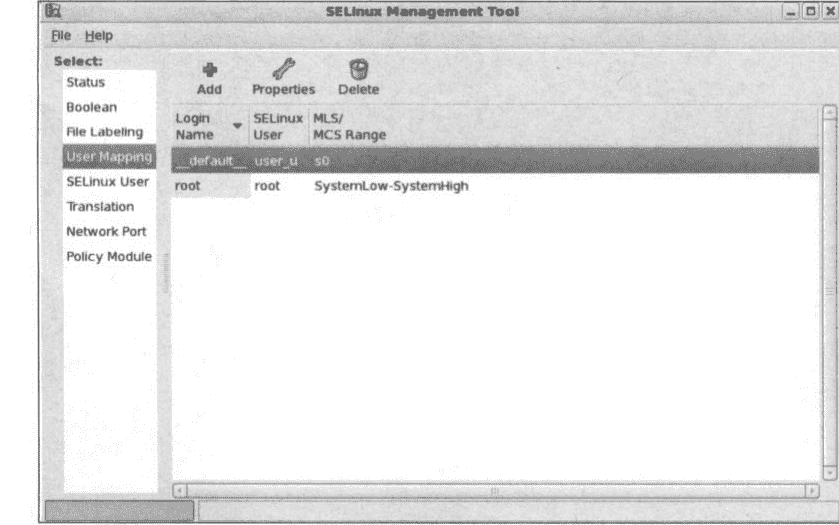 SELinux Management Tool
File Help
Select:
Status
Boolean
File Labeling
User Mapping
SELinux User
Translation
Network Port
Policy Module
Add Properties Delete
Login Name SELinux User MLS/ MCS Range
__default__ user_u s0
root root SystemLow-SystemHigh